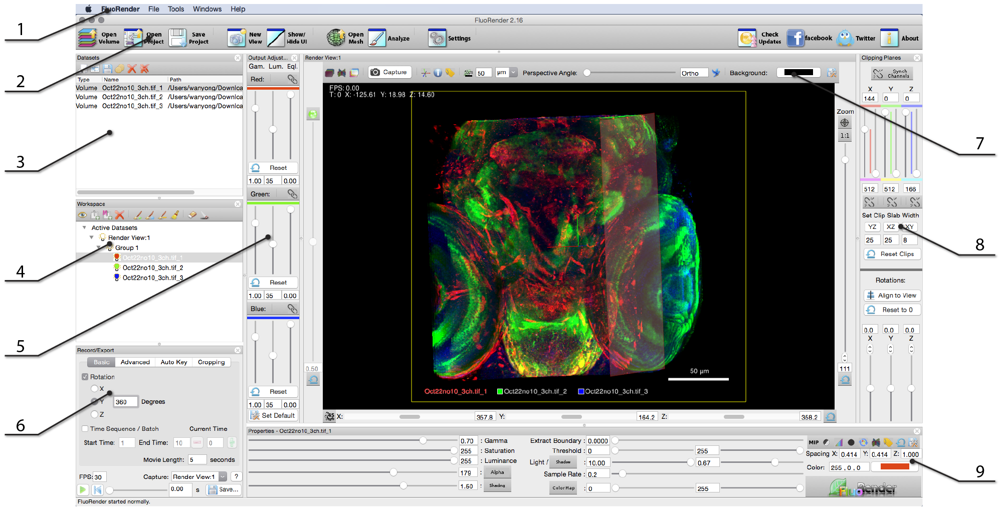 FluoRender File Tools Windows Help
FluoRender 2.16
Open Volume
Open Project
Save Project
New View
Show/ Hide UI
Open Mesh
Analyze
Settings
Check Updates
facebook
Twitter
About
1
2
3
4
5
6
7
8
9
Datasets
Type Name Path
Volume Oct22no10_3ch.tif_1 /Users/wanyong/Downloa
Volume Oct22no10_3ch.tif_2 /Users/wanyong/Downloa
Volume Oct22no10_3ch.tif_3 /Users/wanyong/Downloa
Workspace
Active Datasets
Render View:1
Group 1
Oct22no10_3ch.tif_1
Oct22no10_3ch.tif_2
Oct22no10_3ch.tif_3
Record/Export
Basic Advanced Auto Key Cropping
Rotation
X
Y 360 Degrees
Z
Time Sequence / Batch Current Time
Start Time: 1 End Time: 10 0
Movie Length: 5 seconds
FPS: 30 Capture: Render View:1 ?
0.00 s Save...
FluoRender started normally.
Output Adjust...
Gam. Lum. Eql.
Red:
Reset
1.00 35 0.00
Green:
Reset
1.00 35 0.00
Blue:
Reset
1.00 35 0.00
Set Default
Render View:1
Capture 50µm 50 µm Perspective Angle: Ortho Background:
FPS: 0.00
T: 0 X: -125.61 Y: 18.98 Z: 14.60
0.50
50 µm
Oct22no10_3ch.tif_1 Oct22no10_3ch.tif_2 Oct22no10_3ch.tif_3
45 X: 357.8 Y: 164.2 Z: 358.2
Zoom
1:1
111
Clipping Planes
Synch Channels
X Y Z
144 0 0
512 512 166
Set Clip Slab Width
YZ XZ XY
25 25 8
Reset Clips
Rotations:
Align to View
Reset to 0
0.0 0.0 0.0
X Y Z
Properties - Oct22no10_3ch.tif_1
0.70 : Gamma
255 : Saturation
255 : Luminance
179 : Alpha
1.50 : Shading
Extract Boundary : 0.0000
Threshold : 0 255
Light / Shadow : 10.00 0.67
Sample Rate : 0.2
Color Map : 0 255
MIP
Spacing X: 0.414 Y: 0.414 Z: 1.000
Color: 255 , 0 , 0
FluoRender